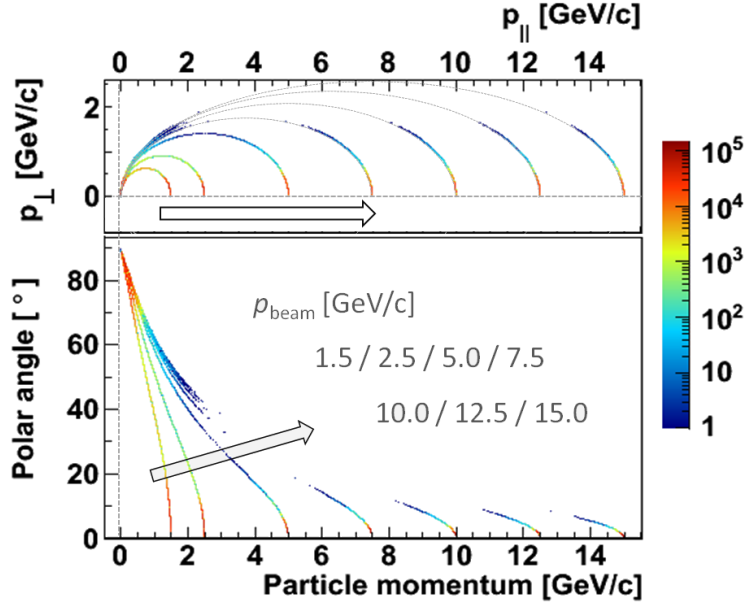 p∥ [GeV/c]
0 2 4 6 8 10 12 14
p⊥ [GeV/c]
2
1
0
Polar angle [ ° ]
80
60
40
20
0
p_beam [GeV/c]
1.5 / 2.5 / 5.0 / 7.5
10.0 / 12.5 / 15.0
0 2 4 6 8 10 12 14
Particle momentum [GeV/c]
10⁵
10⁴
10³
10²
10
1